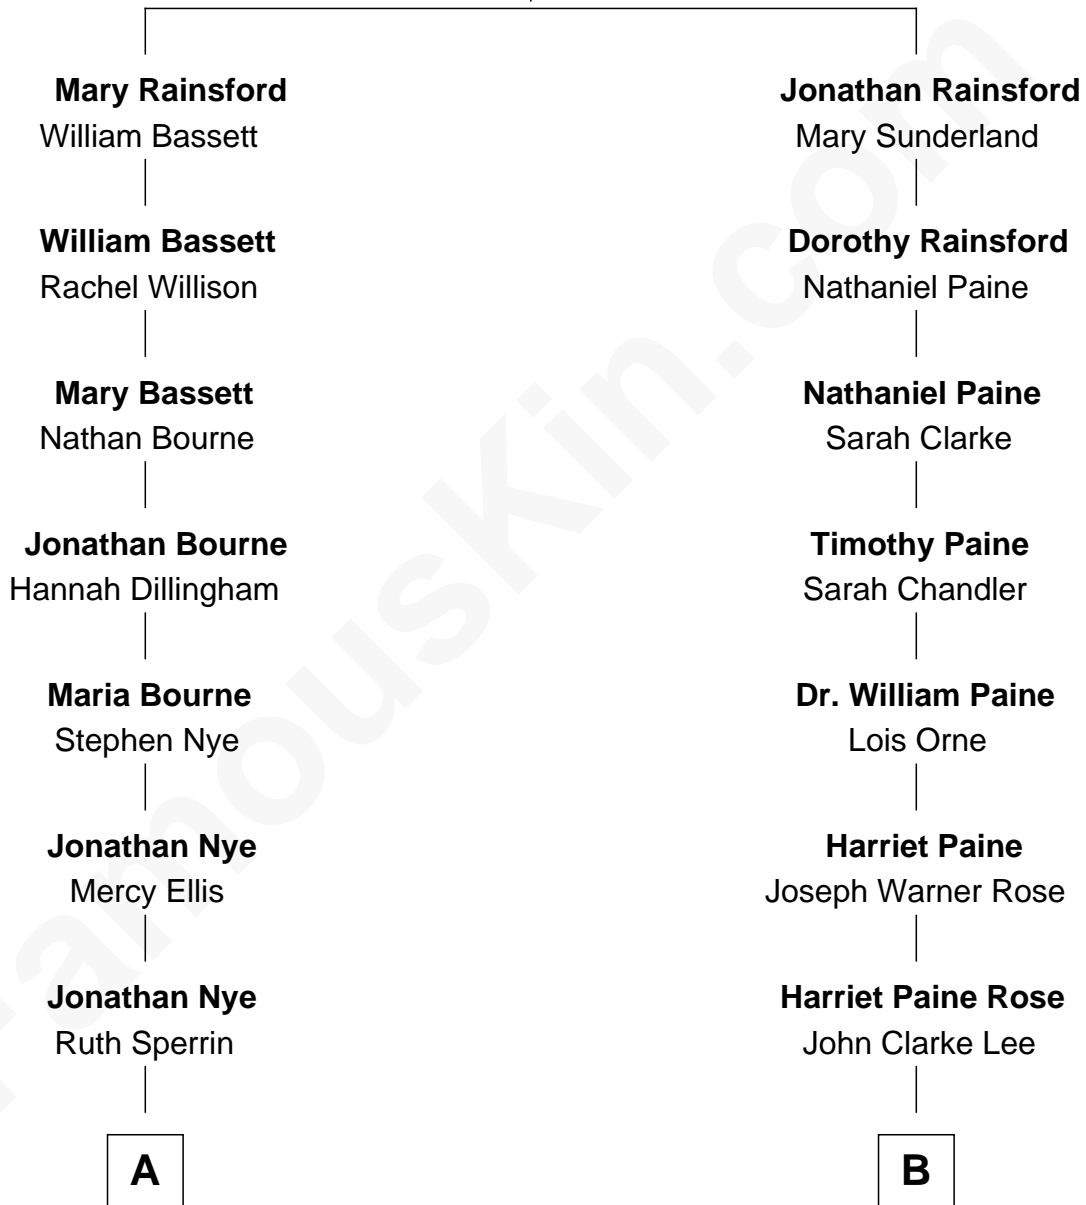 Mary Rainsford
William Bassett
William Bassett
Rachel Willison
Mary Bassett
Nathan Bourne
Jonathan Bourne
Hannah Dillingham
Maria Bourne
Stephen Nye
Jonathan Nye
Mercy Ellis
Jonathan Nye
Ruth Sperrin
A
Jonathan Rainsford
Mary Sunderland
Dorothy Rainsford
Nathaniel Paine
Nathaniel Paine
Sarah Clarke
Timothy Paine
Sarah Chandler
Dr. William Paine
Lois Orne
Harriet Paine
Joseph Warner Rose
Harriet Paine Rose
John Clarke Lee
B
FamousKin.com